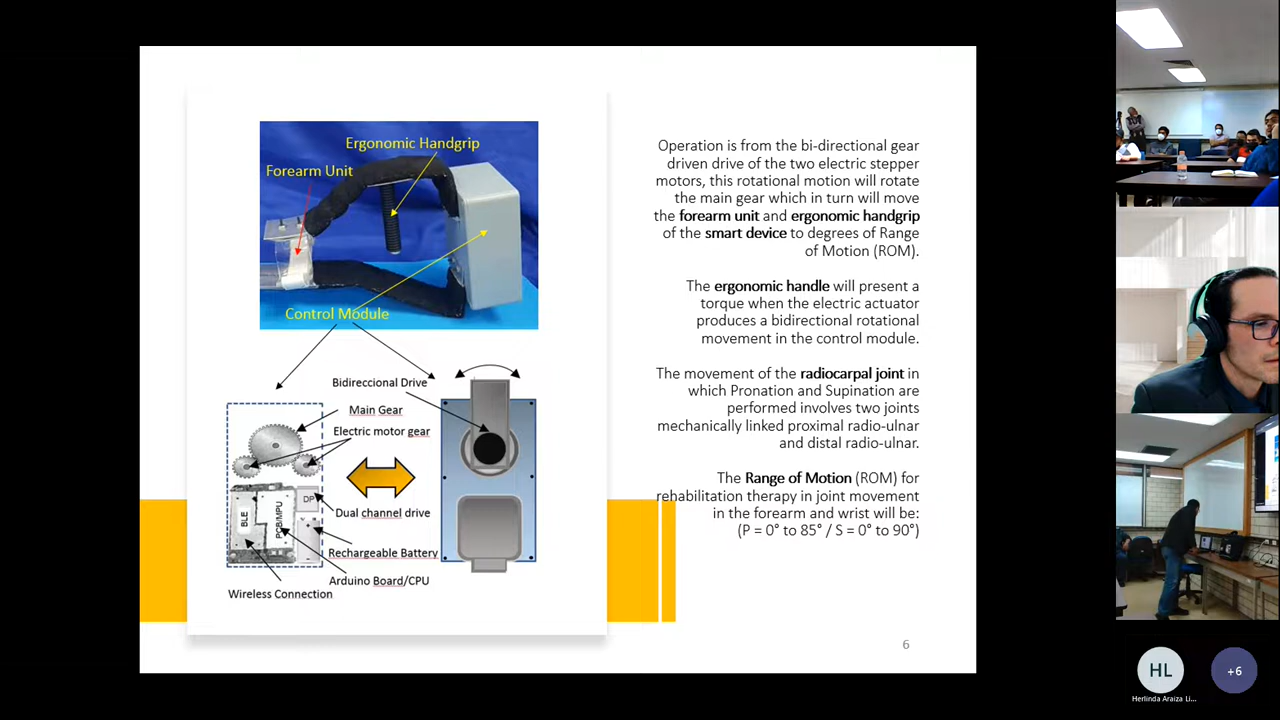 Ergonomic Handgrip
Forearm Unit
Control Module
Bidireccional Drive
Main Gear
Electric motor gear
DP
BLE
PCB/MPU
Dual channel drive
Rechargeable Battery
Arduino Board/CPU
Wireless Connection
Operation is from the bi-directional gear
driven drive of the two electric stepper
motors, this rotational motion will rotate
the main gear which in turn will move
the forearm unit and ergonomic handgrip
of the smart device to degrees of Range
of Motion (ROM).
The ergonomic handle will present a
torque when the electric actuator
produces a bidirectional rotational
movement in the control module.
The movement of the radiocarpal joint in
which Pronation and Supination are
performed involves two joints
mechanically linked proximal radio-ulnar
and distal radio-ulnar.
The Range of Motion (ROM) for
rehabilitation therapy in joint movement
in the forearm and wrist will be:
(P = 0° to 85° / S = 0° to 90°)
6
HL
+6
Herlinda Araiza Li...